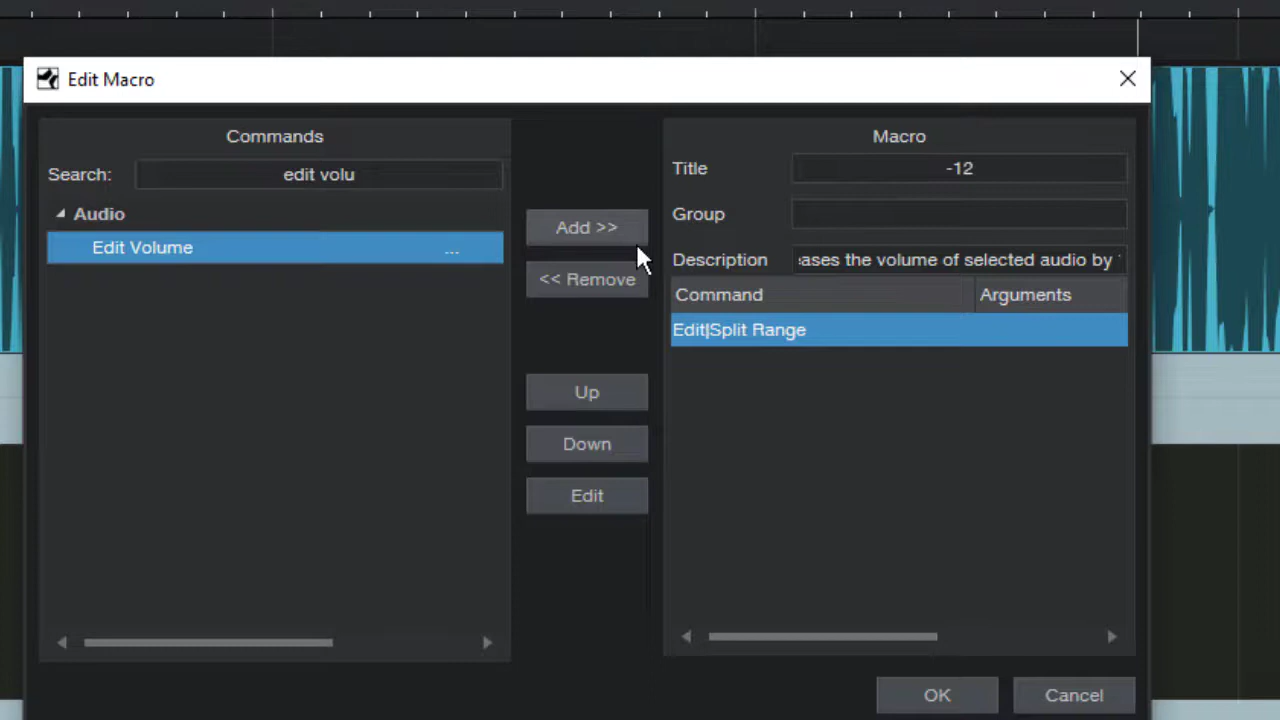 Edit Macro
Commands
Search: edit volu
Audio
Edit Volume ...
Add >>
<< Remove
Up
Down
Edit
Macro
Title -12
Group
Description eases the volume of selected audio by
Command Arguments
Edit|Split Range
OK Cancel